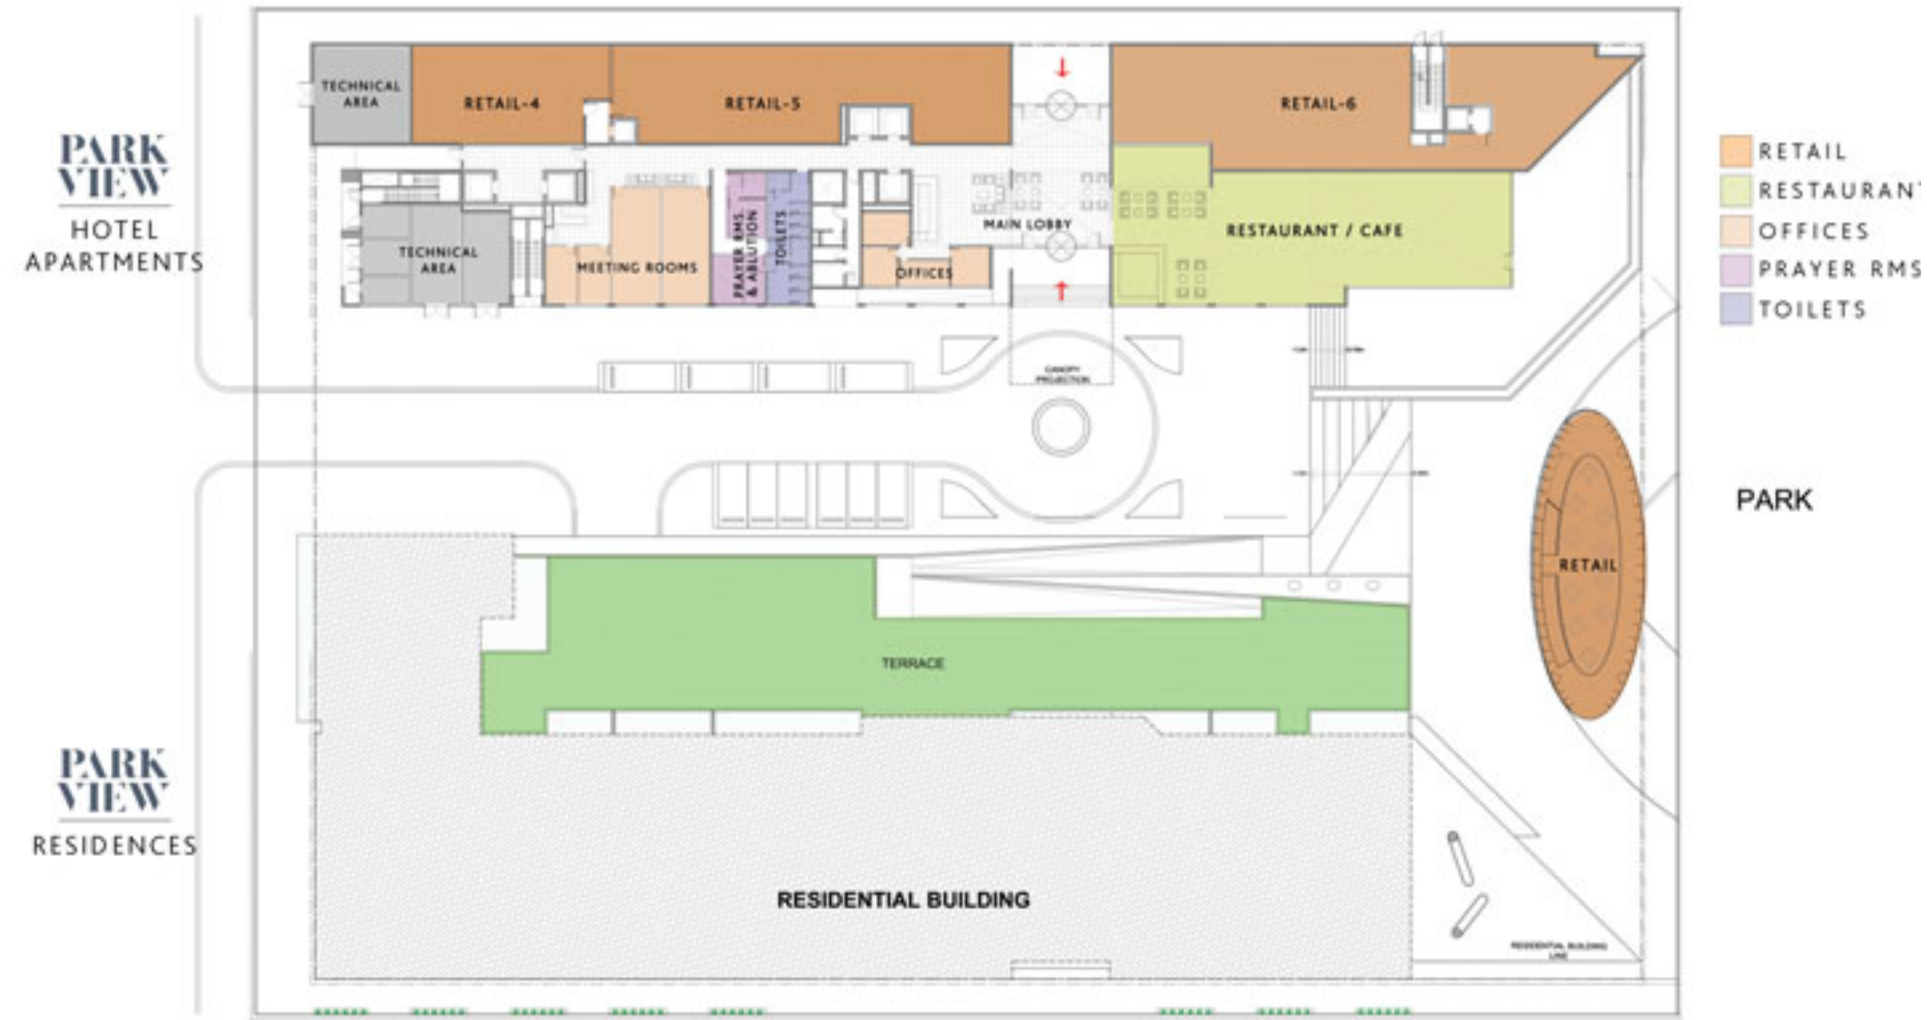 PARK
VIEW
HOTEL
APARTMENTS
TECHNICAL
AREA
RETAIL-4
RETAIL-5
RETAIL-6
TECHNICAL
AREA
MEETING ROOMS
PRAYER RMS.
& ABLUTION
TOILETS
OFFICES
MAIN LOBBY
RESTAURANT / CAFE
RETAIL
RESTAURANT
OFFICES
PRAYER RMS
TOILETS
CANOPY
PROJECTION
PARK
RETAIL
TERRACE
PARK
VIEW
RESIDENCES
RESIDENTIAL BUILDING
RESIDENTIAL BUILDING
LINE